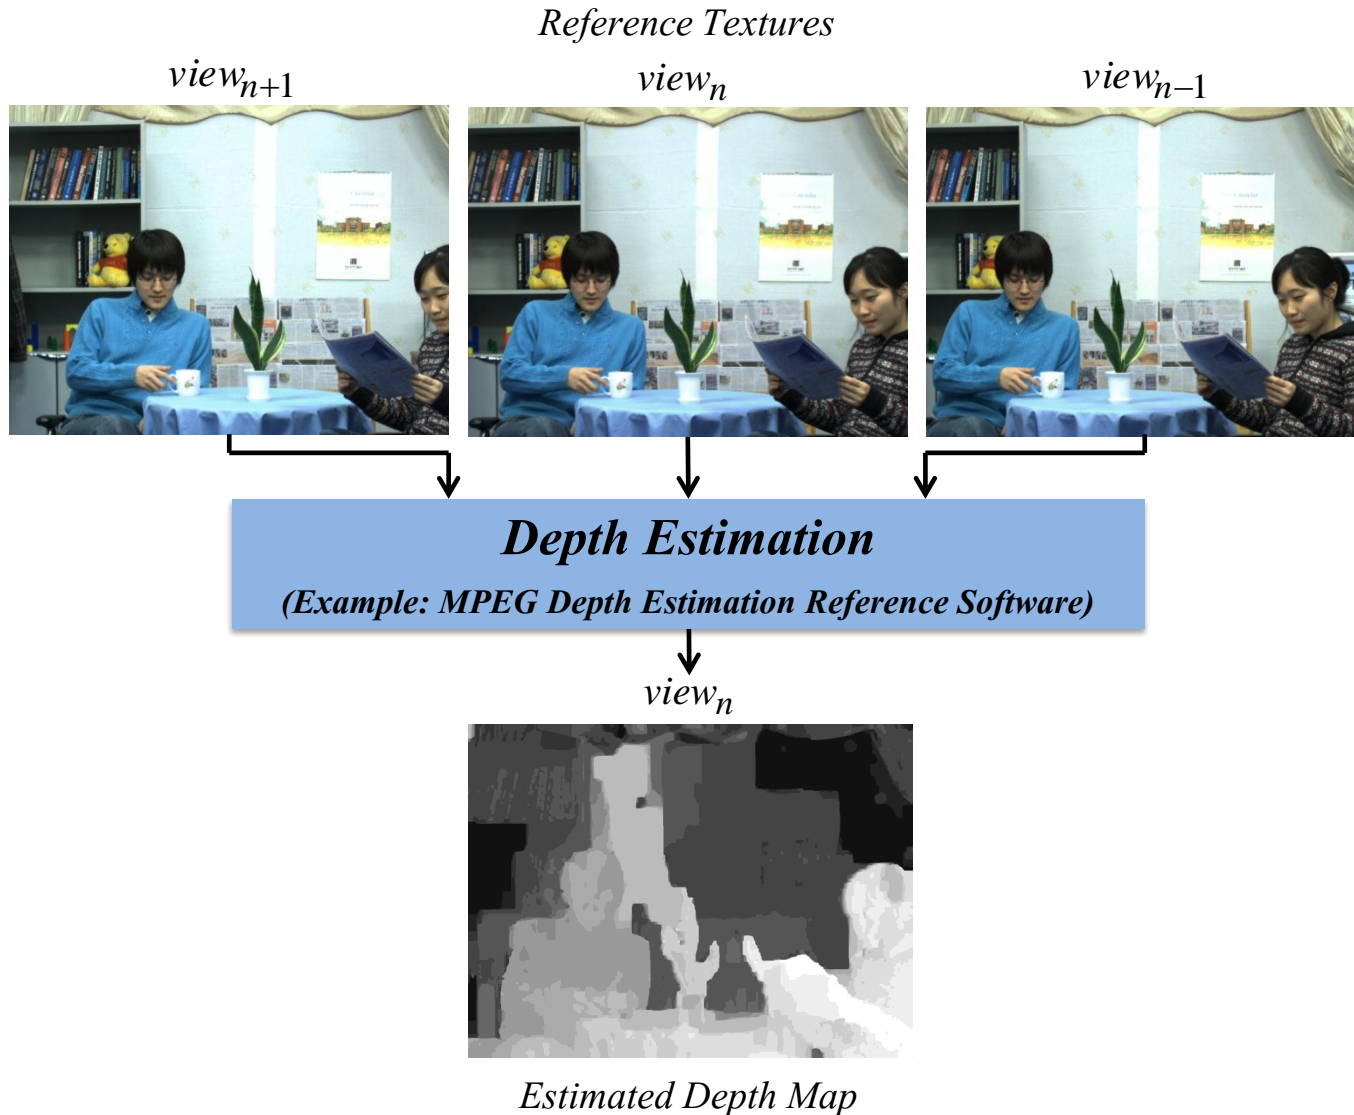 Reference Textures
view_{n+1} view_n view_{n−1}
Depth Estimation
(Example: MPEG Depth Estimation Reference Software)
view_n
Estimated Depth Map